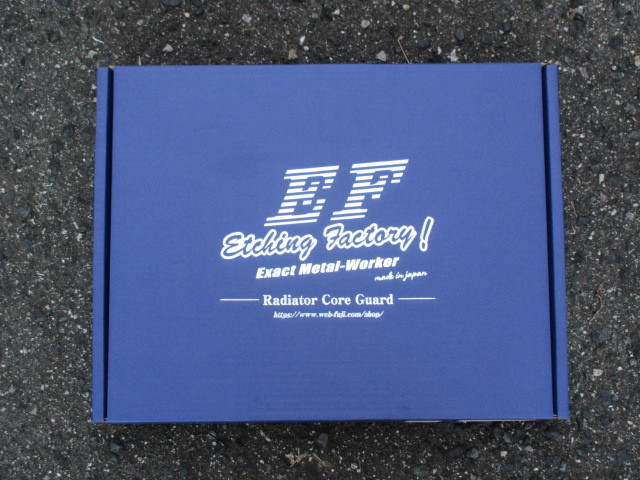 EF
Etching Factory!
Exact Metal-Worker
made in japan
Radiator Core Guard
https://www.web-fuji.com/shop/